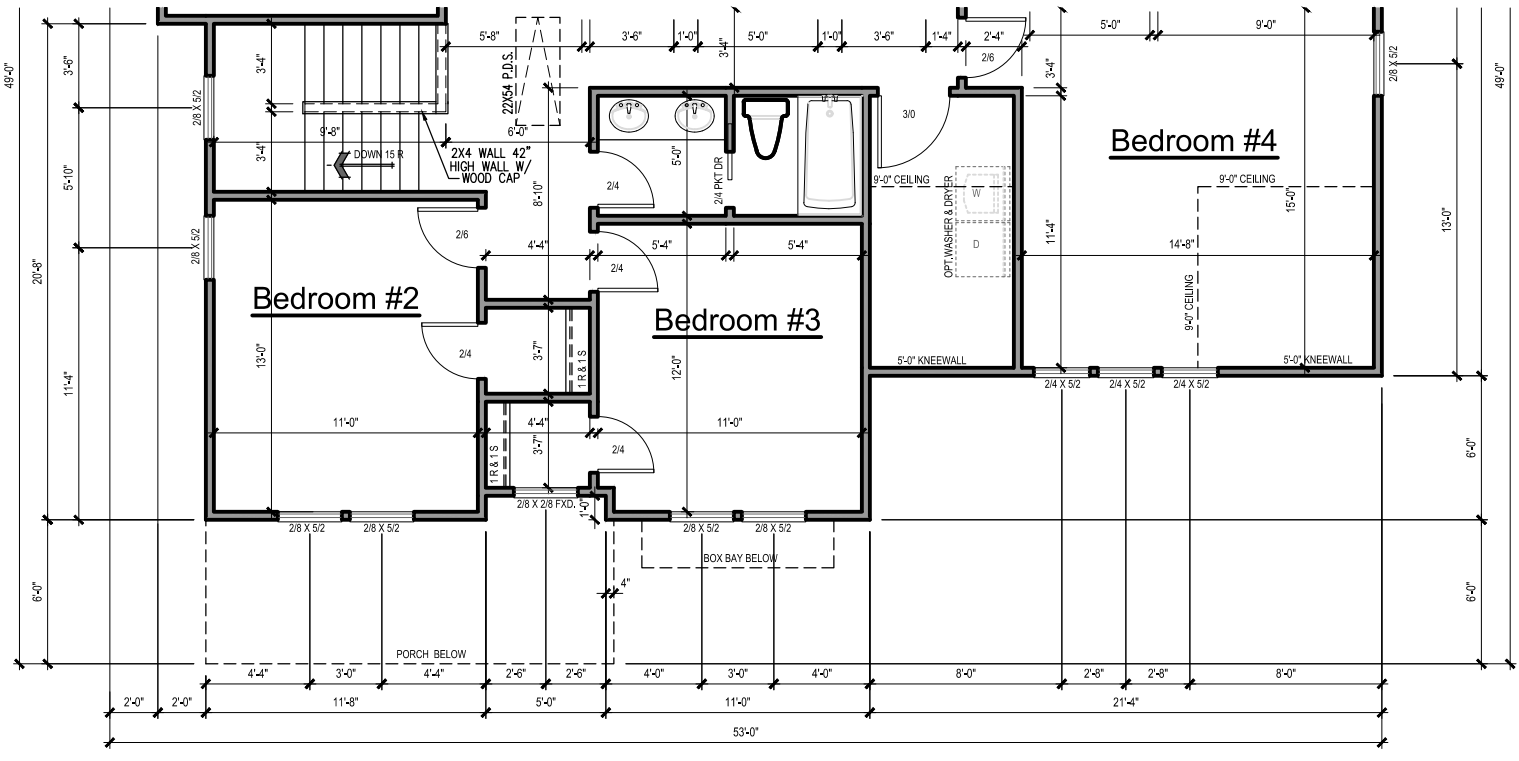 5'-8"
3'-6"
1'-0"
5'-0"
1'-0"
3'-6"
1'-4"
2'-4"
5'-0"
9'-0"
49'-0"
3'-6"
3'-4"
22X54 P.D.S.
3'-4"
2/6
3'-4"
2/8 X 5/2
49'-0"
2/8 X 5/2
9'-8"
6'-0"
3/0
Bedroom #4
3'-4"
DOWN 15 R
2X4 WALL 42"
HIGH WALL W/
WOOD CAP
5'-0"
2/4 PKT DR
2/4
9'-0" CEILING
9'-0" CEILING
5'-10"
8'-10"
OPT.WASHER & DRYER
W
D
15'-0"
13'-0"
2/8 X 5/2
2/6
4'-4"
5'-4"
5'-4"
11'-4"
14'-8"
2/4
20'-8"
Bedroom #2
Bedroom #3
9'-0" CEILING
13'-0"
2/4
3'-7"
1 R & 1 S
12'-0"
5'-0" KNEEWALL
5'-0" KNEEWALL
11'-4"
2/4 X 5/2
2/4 X 5/2
2/4 X 5/2
11'-0"
4'-4"
11'-0"
1 R & 1 S
3'-7"
2/4
6'-0"
2/8 X 5/2
2/8 X 5/2
2/8 X 2/8 FXD.
1'-0"
2/8 X 5/2
2/8 X 5/2
BOX BAY BELOW
4"
6'-0"
6'-0"
PORCH BELOW
4'-4"
3'-0"
4'-4"
2'-6"
2'-6"
4'-0"
3'-0"
4'-0"
8'-0"
2'-8"
2'-8"
8'-0"
2'-0"
2'-0"
11'-8"
5'-0"
11'-0"
21'-4"
53'-0"